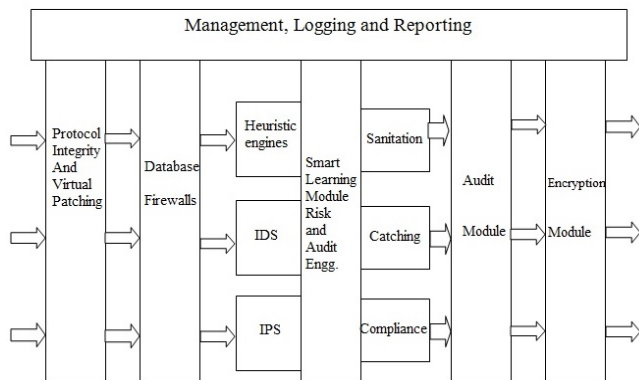 Management, Logging and Reporting
Protocol
Integrity
And
Virtual
Patching
Database
Firewalls
Heuristic
engines
IDS
IPS
Smart
Learning
Module
Risk
and
Audit
Engg.
Sanitation
Catching
Compliance
Audit
Module
Encryption
Module